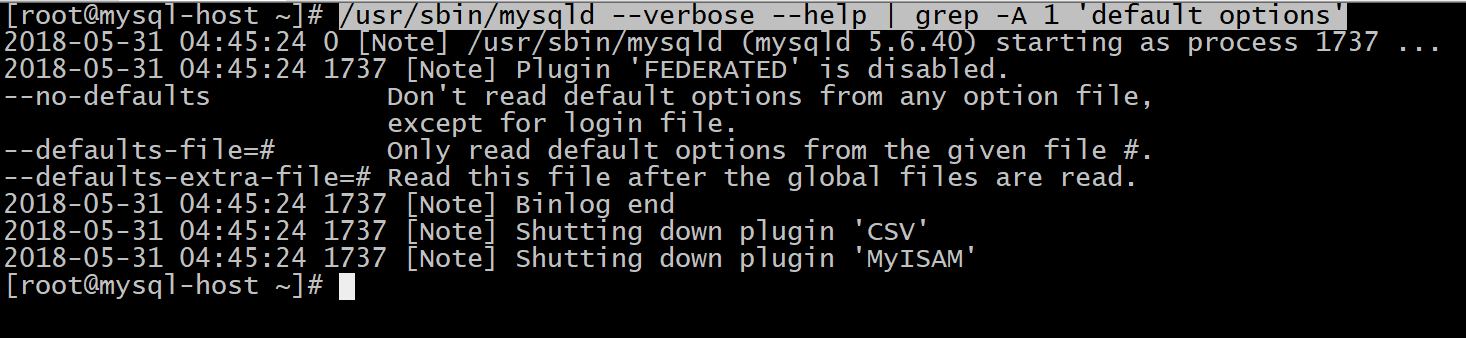 [root@mysql-host ~]# /usr/sbin/mysqld --verbose --help | grep -A 1 'default options'
2018-05-31 04:45:24 0 [Note] /usr/sbin/mysqld (mysqld 5.6.40) starting as process 1737 ...
2018-05-31 04:45:24 1737 [Note] Plugin 'FEDERATED' is disabled.
--no-defaults           Don't read default options from any option file,
                        except for login file.
--defaults-file=#       Only read default options from the given file #.
--defaults-extra-file=# Read this file after the global files are read.
2018-05-31 04:45:24 1737 [Note] Binlog end
2018-05-31 04:45:24 1737 [Note] Shutting down plugin 'CSV'
2018-05-31 04:45:24 1737 [Note] Shutting down plugin 'MyISAM'
[root@mysql-host ~]#